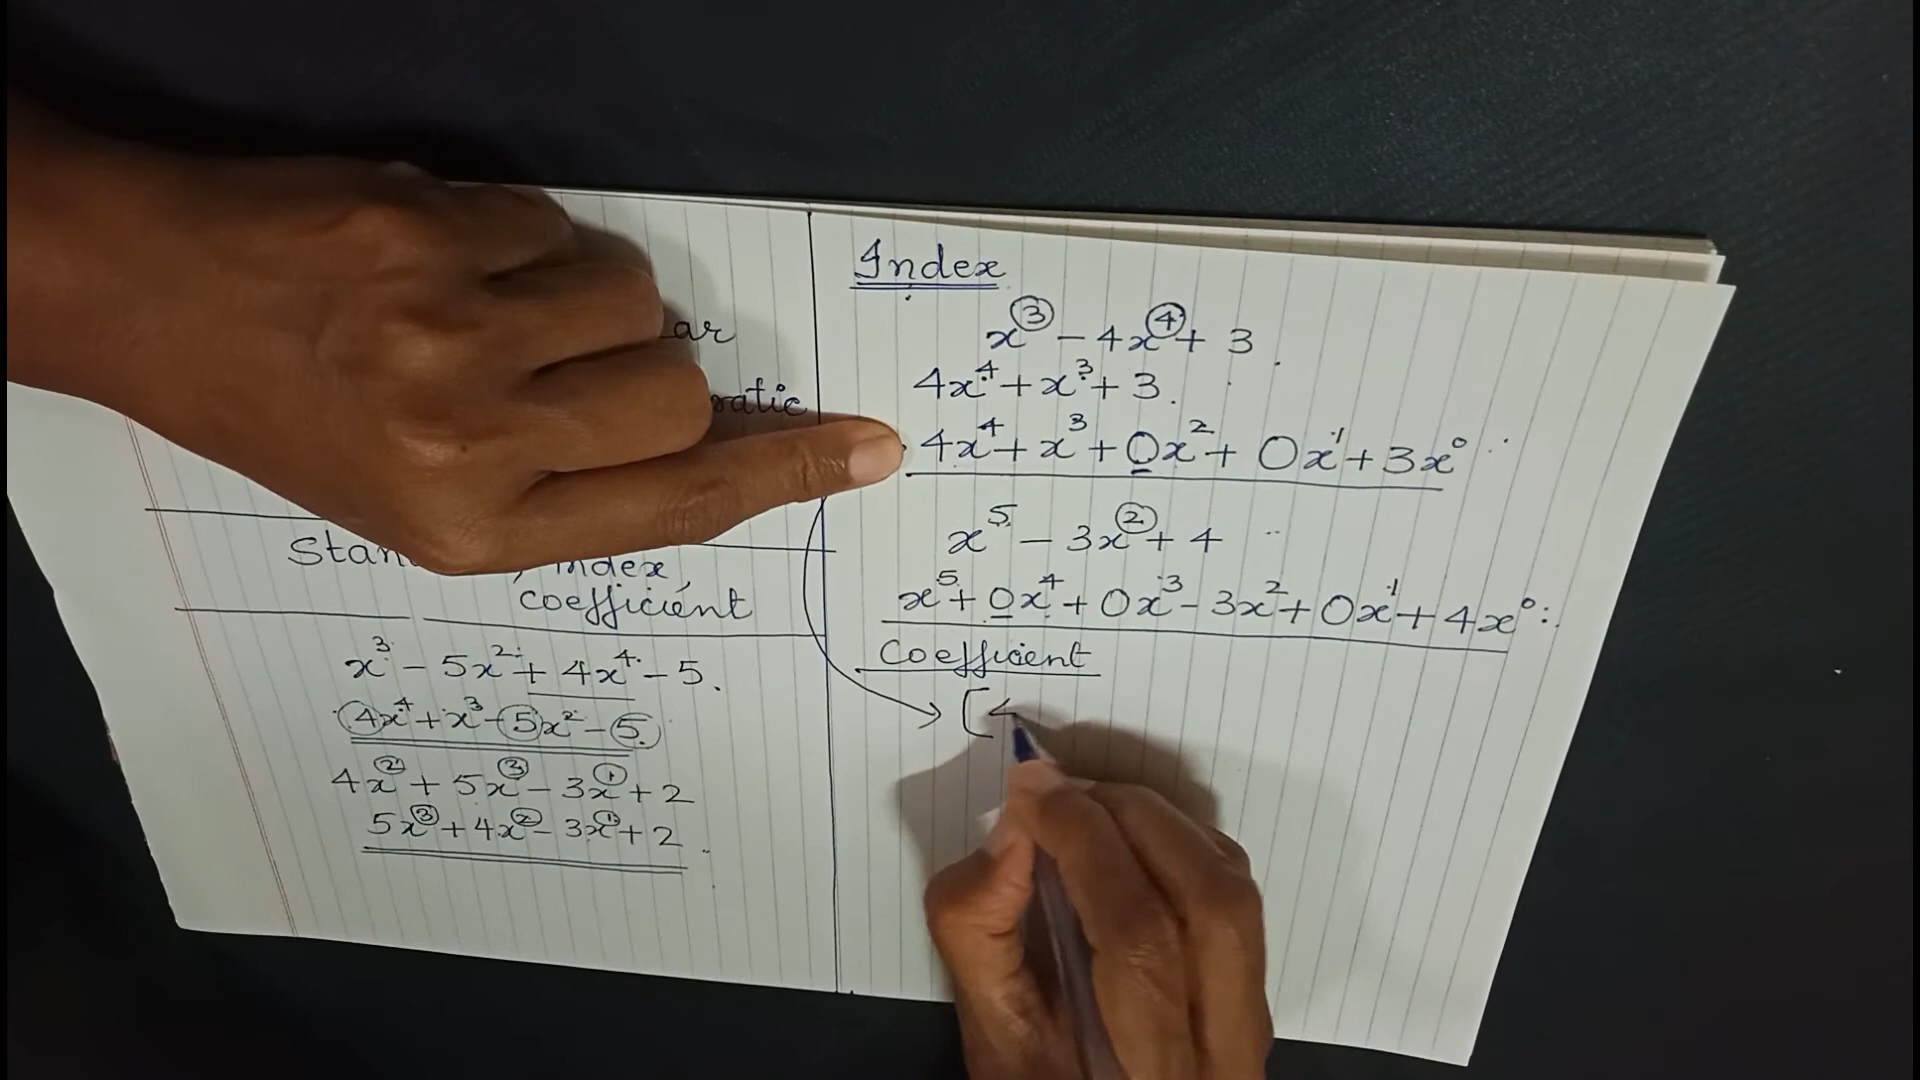 ar
ratic
index,
coefficient
x³ - 5x² + 4x⁴ - 5.
4x⁴ + x³ - 5x² - 5.
4x² + 5x³ - 3x¹ + 2
5x³ + 4x² - 3x¹ + 2
Index
x³ - 4x⁴ + 3
4x⁴ + x³ + 3.
4x⁴ + x³ + 0x² + 0x¹ + 3x⁰
x⁵ - 3x² + 4
x⁵ + 0x⁴ + 0x³ - 3x² + 0x¹ + 4x⁰
Coefficient
[4